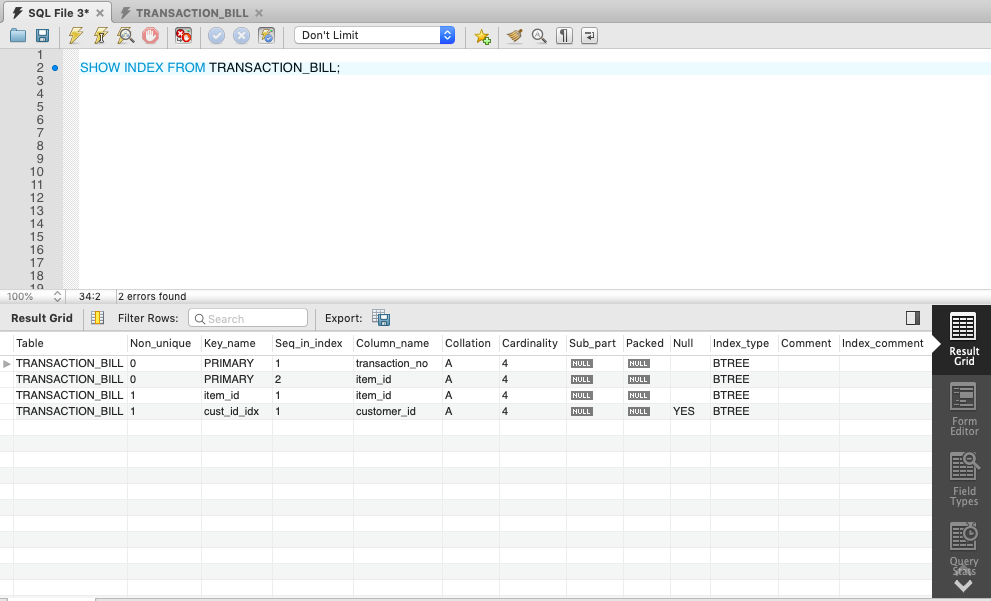 SQL File 3* TRANSACTION_BILL
Don't Limit
1
2 SHOW INDEX FROM TRANSACTION_BILL;
3
4
5
6
7
8
9
10
11
12
13
14
15
16
17
18
19
100% 34:2 2 errors found
Result Grid Filter Rows: Search Export:
Table Non_unique Key_name Seq_in_index Column_name Collation Cardinality Sub_part Packed Null Index_type Comment Index_comment
TRANSACTION_BILL 0 PRIMARY 1 transaction_no A 4 NULL NULL BTREE
TRANSACTION_BILL 0 PRIMARY 2 item_id A 4 NULL NULL BTREE
TRANSACTION_BILL 1 item_id 1 item_id A 4 NULL NULL BTREE
TRANSACTION_BILL 1 cust_id_idx 1 customer_id A 4 NULL NULL YES BTREE
Result
Grid
Form
Editor
Field
Types
Query
Stats